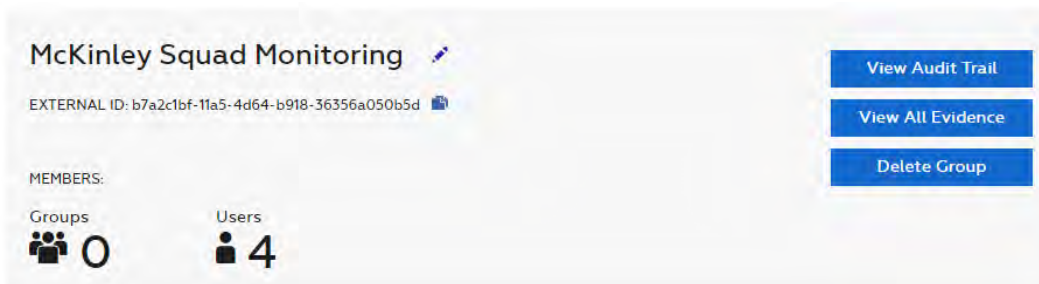 McKinley Squad Monitoring
EXTERNAL ID: b7a2c1bf-11a5-4d64-b918-36356a050b5d
MEMBERS:
Groups Users
0 4
View Audit Trail
View All Evidence
Delete Group